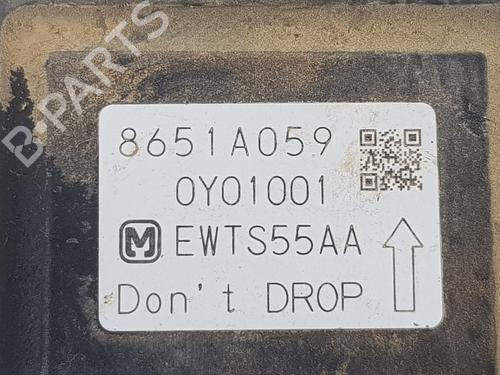 B-PARTS
8651A059
0Y01001
M EWTS55AA
Don't DROP